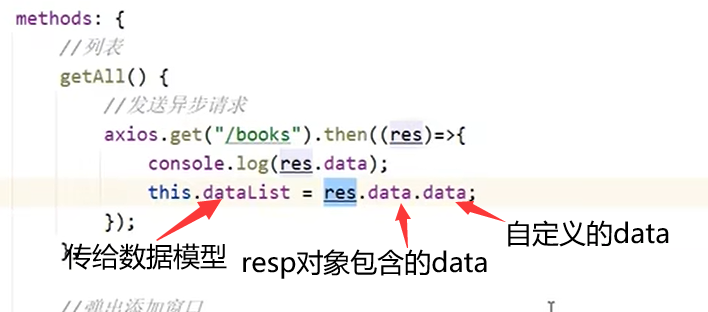 methods: {
//列表
getAll() {
//发送异步请求
axios.get("/books").then((res)=>{
console.log(res.data);
this.dataList = res.data.data;
});
传给数据模型
resp对象包含的data
自定义的data
}
//弹出添加窗口